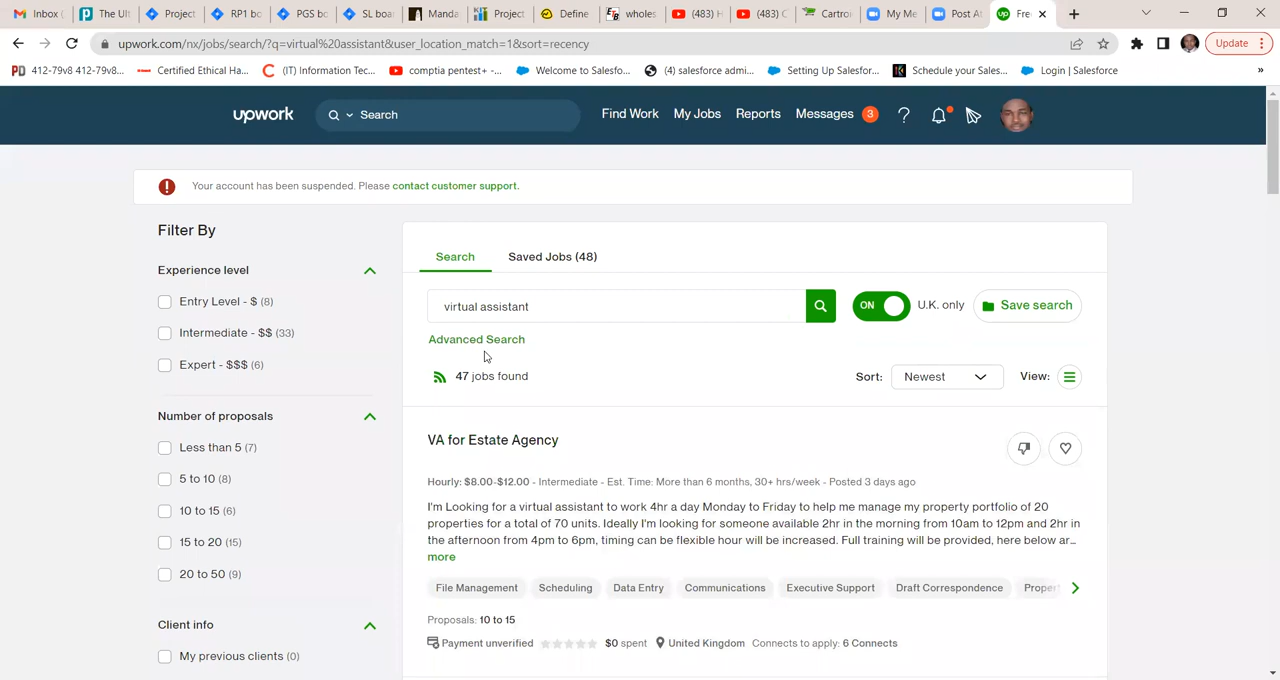 Inbox (
The Ult
Project
RP1 bo
PGS bo
SL boar
Manda
Project
Define
wholes
(483) H
(483) C
Cartron
My Me
Post At
Free
upwork.com/nx/jobs/search/?q=virtual%20assistant&user_location_match=1&sort=recency
Update
412-79v8 412-79v8...
Certified Ethical Ha...
(IT) Information Tec...
comptia pentest+ -...
Welcome to Salesfo...
(4) salesforce admi...
Setting Up Salesfor...
Schedule your Sales...
Login | Salesforce
»
upwork
Search
Find Work
My Jobs
Reports
Messages
3
?
Your account has been suspended. Please contact customer support.
Filter By
Experience level
Entry Level - $ (8)
Intermediate - $$ (33)
Expert - $$$ (6)
Number of proposals
Less than 5 (7)
5 to 10 (8)
10 to 15 (6)
15 to 20 (15)
20 to 50 (9)
Client info
My previous clients (0)
Search
Saved Jobs (48)
virtual assistant
ON
U.K. only
Save search
Advanced Search
47 jobs found
Sort:
Newest
View:
VA for Estate Agency
Hourly: $8.00-$12.00 - Intermediate - Est. Time: More than 6 months, 30+ hrs/week - Posted 3 days ago
I'm Looking for a virtual assistant to work 4hr a day Monday to Friday to help me manage my property portfolio of 20
properties for a total of 70 units. Ideally I'm looking for someone available 2hr in the morning from 10am to 12pm and 2hr in
the afternoon from 4pm to 6pm, timing can be flexible hour will be increased. Full training will be provided, here below ar...
more
File Management
Scheduling
Data Entry
Communications
Executive Support
Draft Correspondence
Propert
Proposals: 10 to 15
Payment unverified
$0 spent
United Kingdom
Connects to apply: 6 Connects